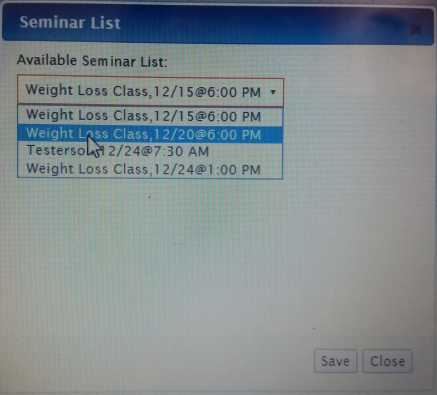 Seminar List
Available Seminar List:
Weight Loss Class,12/15@6:00 PM
Weight Loss Class,12/15@6:00 PM
Weight Loss Class,12/20@6:00 PM
Testerson,12/24@7:30 AM
Weight Loss Class,12/24@1:00 PM
Save Close